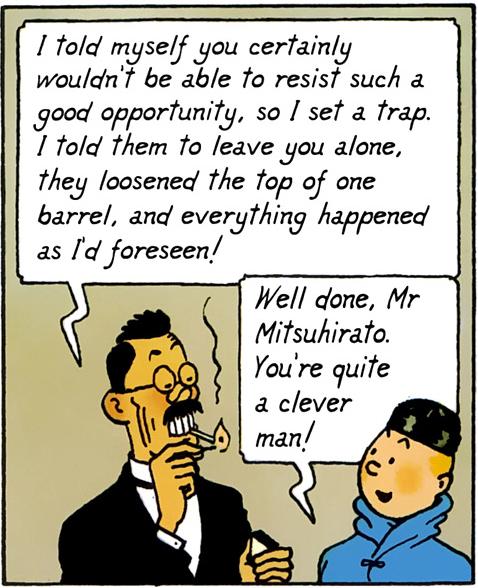 I told myself you certainly
wouldn't be able to resist such a
good opportunity, so I set a trap.
I told them to leave you alone,
they loosened the top of one
barrel, and everything happened
as I'd foreseen!
Well done, Mr
Mitsuhirato.
You're quite
a clever
man!